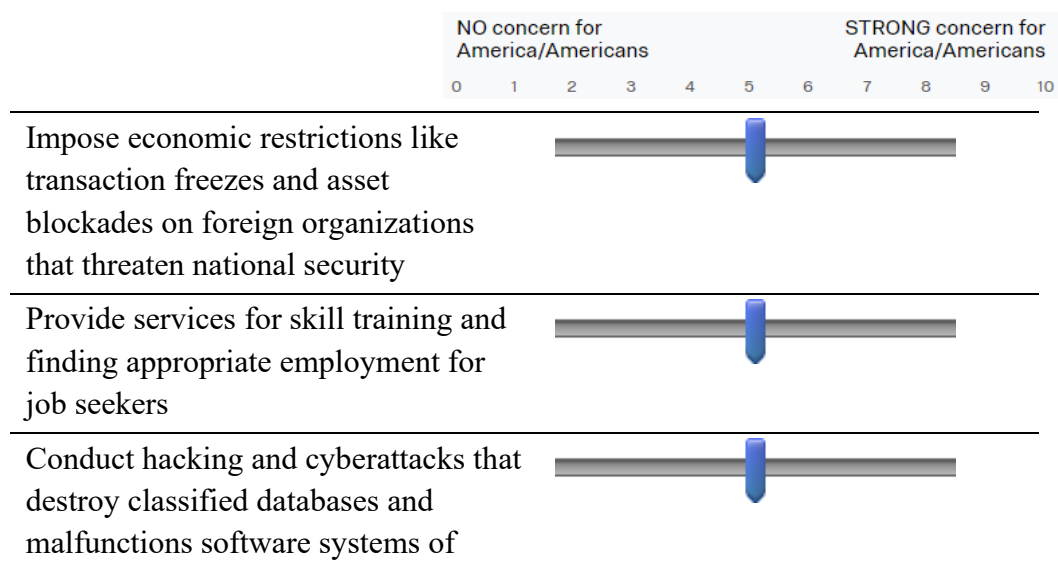 NO concern for STRONG concern for
America/Americans America/Americans
0 1 2 3 4 5 6 7 8 9 10
Impose economic restrictions like
transaction freezes and asset
blockades on foreign organizations
that threaten national security
Provide services for skill training and
finding appropriate employment for
job seekers
Conduct hacking and cyberattacks that
destroy classified databases and
malfunctions software systems of